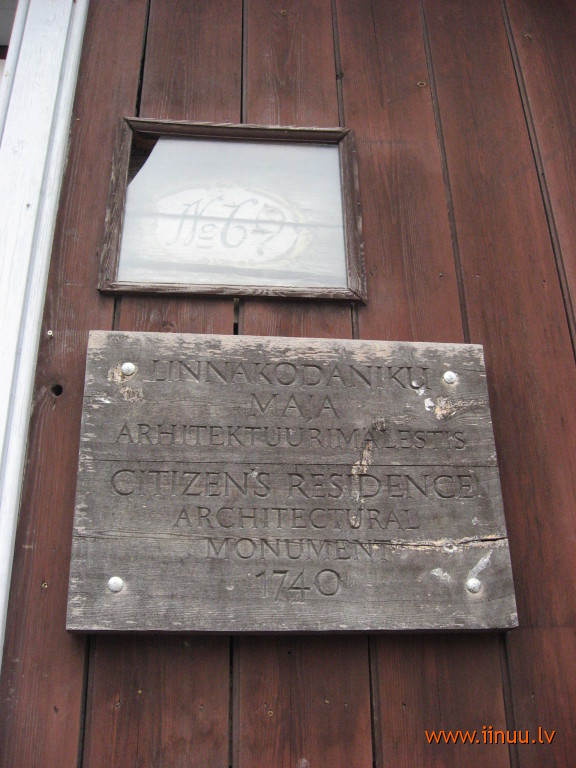 No 67
LINNAKODANIKU
MAJA
ARHITEKTUURIMÄLESTIS
CITIZEN'S RESIDENCE
ARCHITECTURAL
MONUMENT
1740
www.iinuu.lv